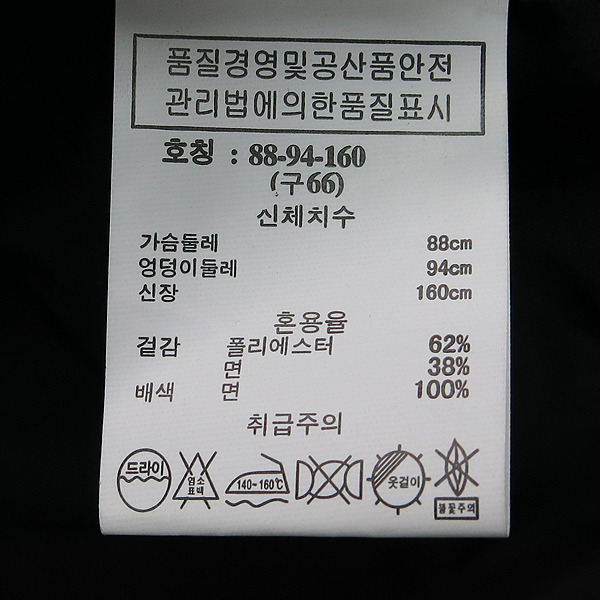 품질경영및공산품안전
관리법에의한품질표시
호칭 : 88-94-160
(구66)
신체치수
가슴둘레 88cm
엉덩이둘레 94cm
신장 160cm
혼용율
겉감 폴리에스터 62%
면 38%
배색 면 100%
취급주의
드라이
염소
표백
140~160℃
옷걸이
불꽃주의